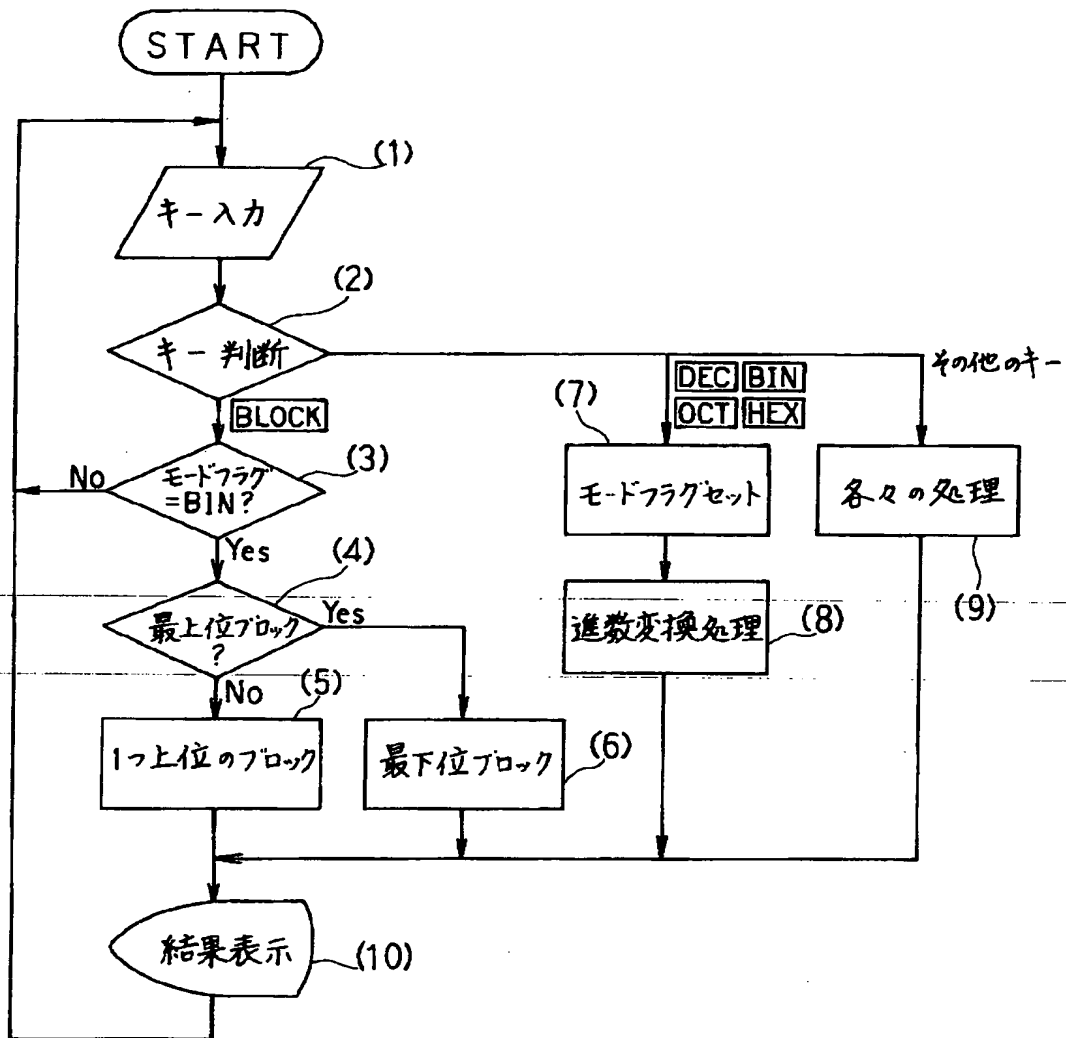 START
(1)
キー入力
(2)
キー判断
その他のキー
DEC BIN
OCT HEX
(7)
BLOCK
(3)
No
モードフラグ
=BIN?
モードフラグセット
各々の処理
Yes
(4)
(9)
最上位ブロック
?
Yes
進数変換処理
(8)
No
(5)
1つ上位のブロック
最下位ブロック
(6)
結果表示
(10)